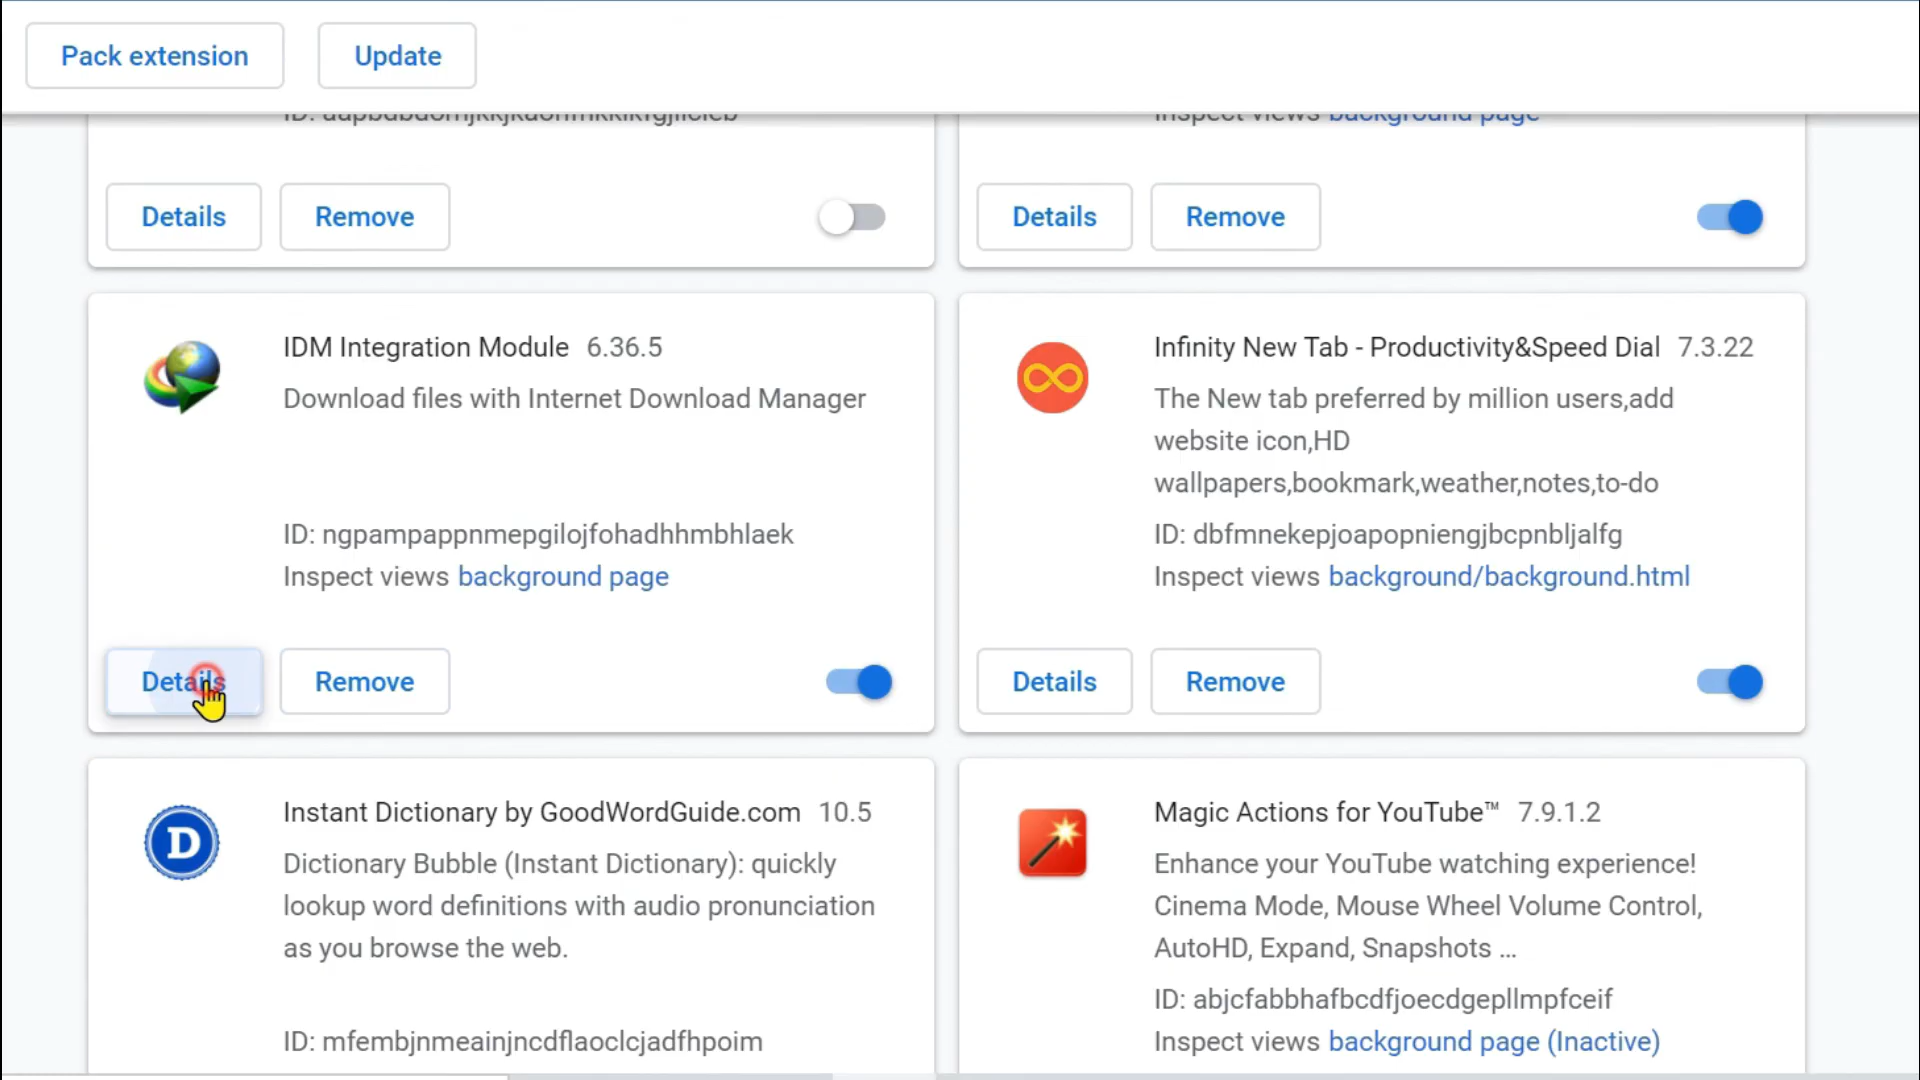 Pack extension
Update
Inspect views background page
Details
Remove
Details
Remove
IDM Integration Module 6.36.5
Download files with Internet Download Manager
ID: ngpampappnmepgilojfohadhhmbhlaek
Inspect views background page
Details
Remove
Infinity New Tab - Productivity&Speed Dial 7.3.22
The New tab preferred by million users,add
website icon,HD
wallpapers,bookmark,weather,notes,to-do
ID: dbfmnekepjoapopniengjbcpnbljalfg
Inspect views background/background.html
Details
Remove
Instant Dictionary by GoodWordGuide.com 10.5
Dictionary Bubble (Instant Dictionary): quickly
lookup word definitions with audio pronunciation
as you browse the web.
ID: mfembjnmeainjncdflaoclcjadfhpoim
Magic Actions for YouTube™ 7.9.1.2
Enhance your YouTube watching experience!
Cinema Mode, Mouse Wheel Volume Control,
AutoHD, Expand, Snapshots ...
ID: abjcfabbhafbcdfjoecdgepllmpfceif
Inspect views background page (Inactive)
D